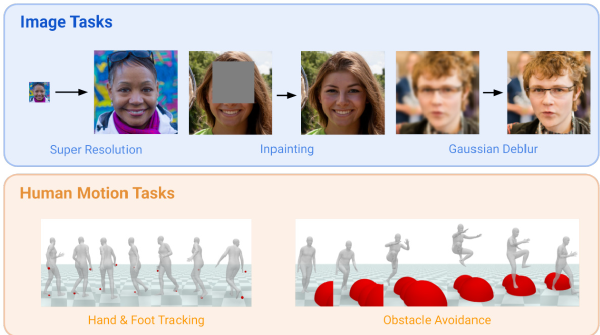 Image Tasks
Super Resolution
Inpainting
Gaussian Deblur
Human Motion Tasks
Hand & Foot Tracking
Obstacle Avoidance